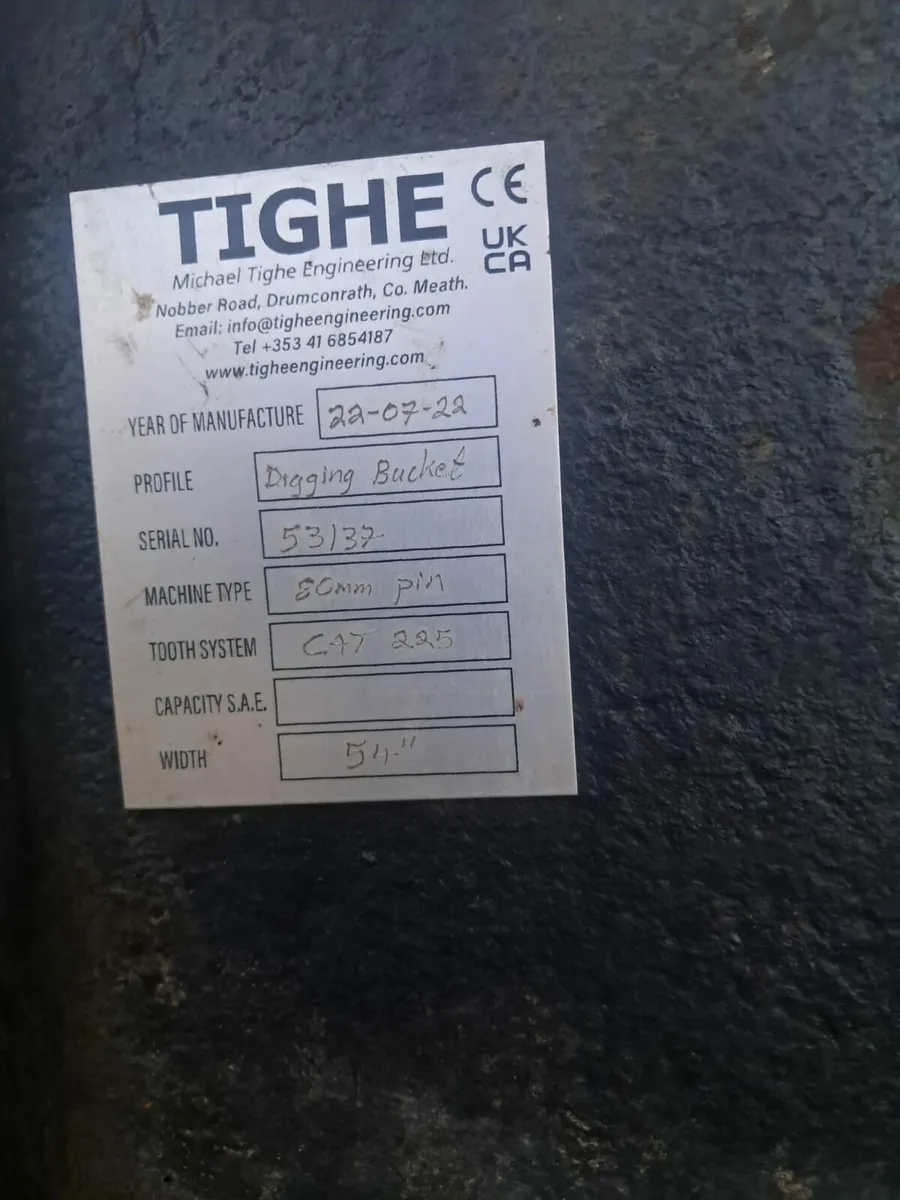 TIGHE CE
UK
CA
Michael Tighe Engineering Ltd.
Nobber Road, Drumconrath, Co. Meath.
Email: info@tigheengineering.com
Tel +353 41 6854187
www.tigheengineering.com
YEAR OF MANUFACTURE 22-07-22
PROFILE Digging Bucket
SERIAL NO. 53137
MACHINE TYPE 80mm pin
TOOTH SYSTEM CAT 225
CAPACITY S.A.E.
WIDTH 54"